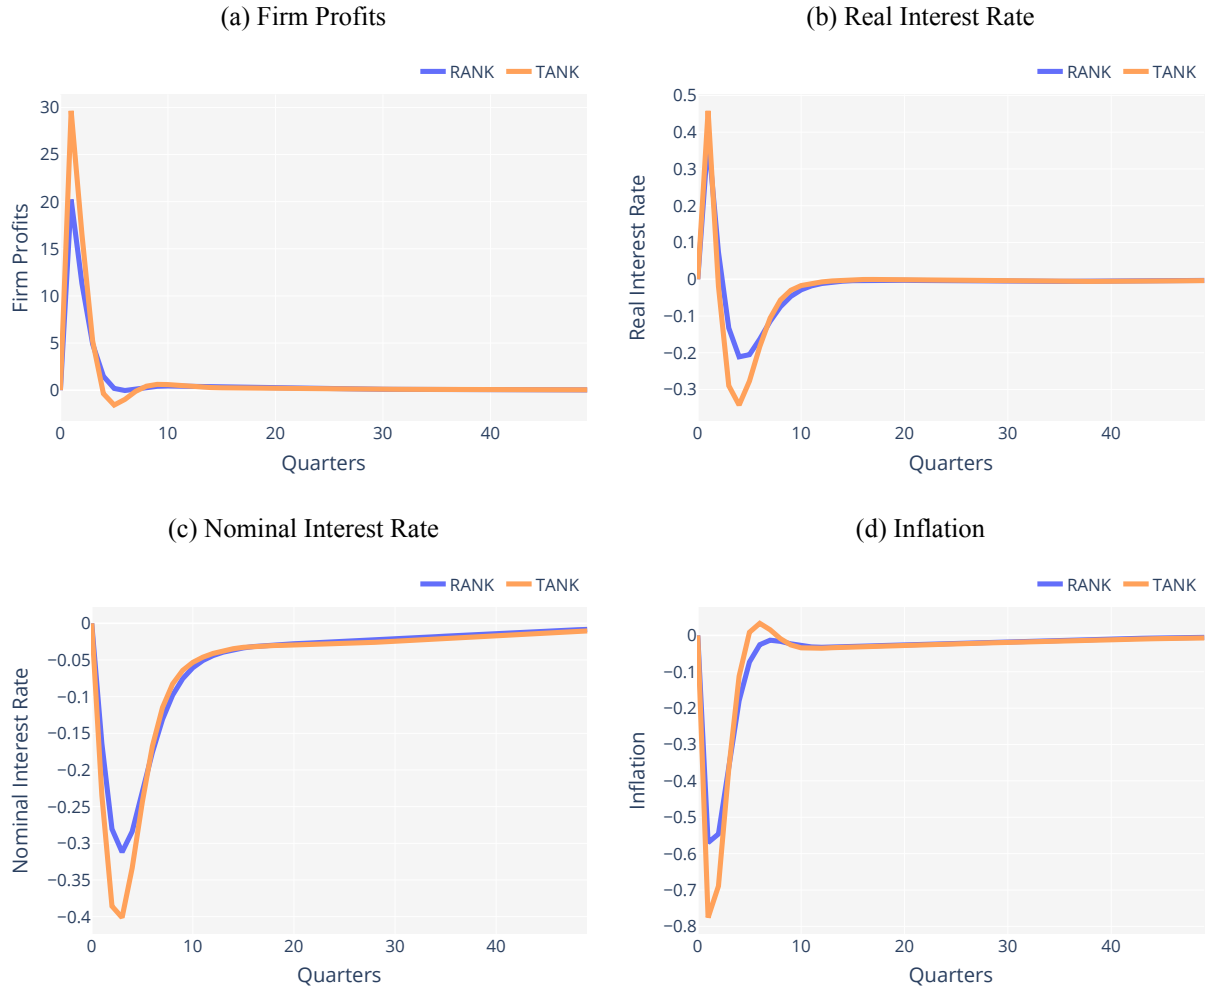 (a) Firm Profits
RANK TANK
30
25
20
15
10
5
0
Firm Profits
0 10 20 30 40
Quarters
(b) Real Interest Rate
RANK TANK
0.5
0.4
0.3
0.2
0.1
0
−0.1
−0.2
−0.3
Real Interest Rate
0 10 20 30 40
Quarters
(c) Nominal Interest Rate
RANK TANK
0
−0.05
−0.1
−0.15
−0.2
−0.25
−0.3
−0.35
−0.4
Nominal Interest Rate
0 10 20 30 40
Quarters
(d) Inflation
RANK TANK
0
−0.1
−0.2
−0.3
−0.4
−0.5
−0.6
−0.7
−0.8
Inflation
0 10 20 30 40
Quarters